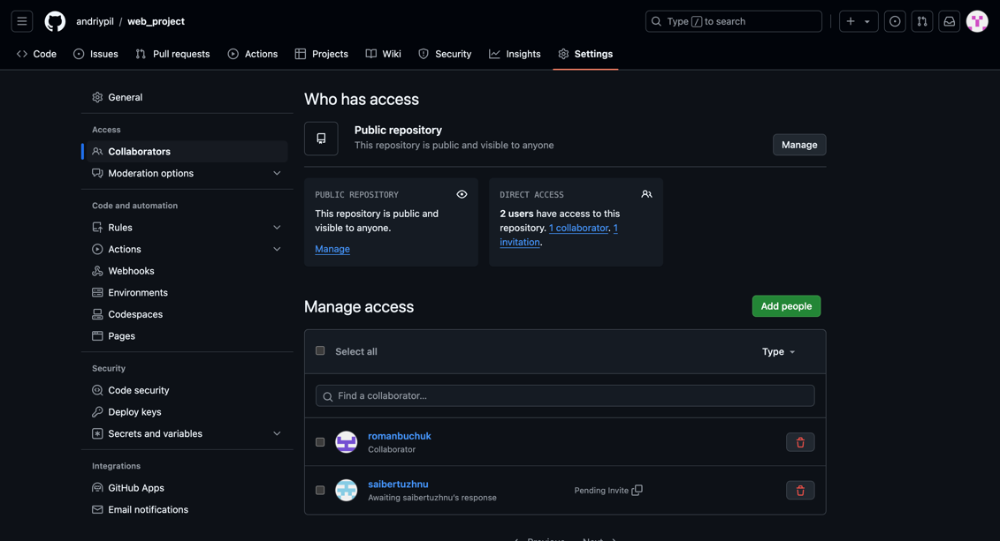 andriypil / web_project
Type / to search
Code
Issues
Pull requests
Actions
Projects
Wiki
Security
Insights
Settings
General
Access
Collaborators
Moderation options
Code and automation
Rules
Actions
Webhooks
Environments
Codespaces
Pages
Security
Code security
Deploy keys
Secrets and variables
Integrations
GitHub Apps
Email notifications
Who has access
Public repository
This repository is public and visible to anyone
Manage
PUBLIC REPOSITORY
This repository is public and
visible to anyone.
Manage
DIRECT ACCESS
2 users have access to this
repository. 1 collaborator. 1
invitation.
Manage access
Add people
Select all
Type
Find a collaborator...
romanbuchuk
Collaborator
saibertuzhnu
Awaiting saibertuzhnu's response
Pending Invite
Previous Next